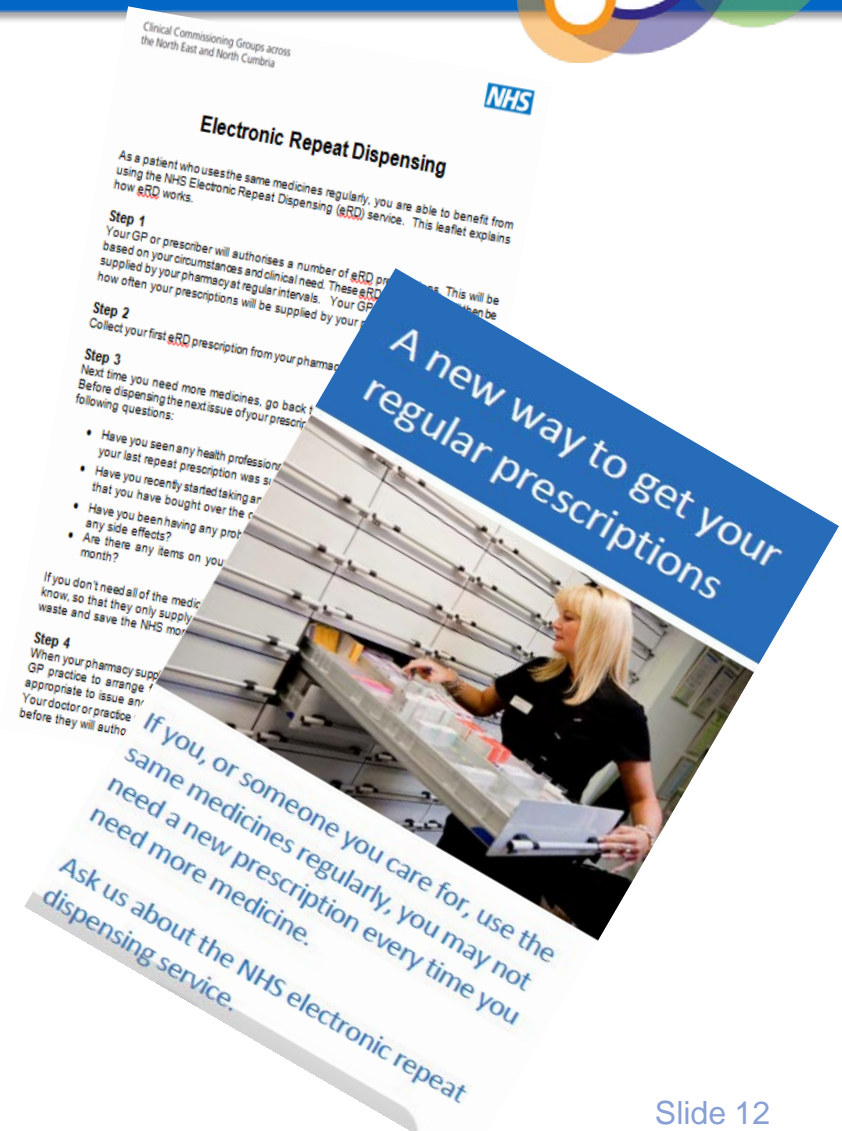 Clinical Commissioning Groups across
the North East and North Cumbria
NHS
Electronic Repeat Dispensing
As a patient who uses the same medicines regularly, you are able to benefit from
using the NHS Electronic Repeat Dispensing (eRD) service. This leaflet explains
how eRD works.
Step 1
Your GP or prescriber will authorises a number of eRD This will be
based on your circumstances and clinical need. These eRD then be
supplied by your pharmacy at regular intervals. Your GP
how often your prescriptions will be supplied by your
Step 2
Collect your first eRD prescription from your
Step 3
Next time you need more medicines, go back
Before dispensing the next issue of your
following questions:
• Have you seen any health
your last repeat prescription was
• Have you recently started taking
that you have bought over the
• Have you been having any
any side effects?
• Are there any items on
month?
If you don't need all of the
know, so that they only supply
waste and save the NHS
Step 4
When your pharmacy
GP practice to arrange
appropriate to issue
Your doctor or practice
before they will
A new way to get your
regular prescriptions
If you, or someone you care for, use the
same medicines regularly, you may not
need a new prescription every time you
need more medicine.
Ask us about the NHS electronic repeat
dispensing service.
Slide 12